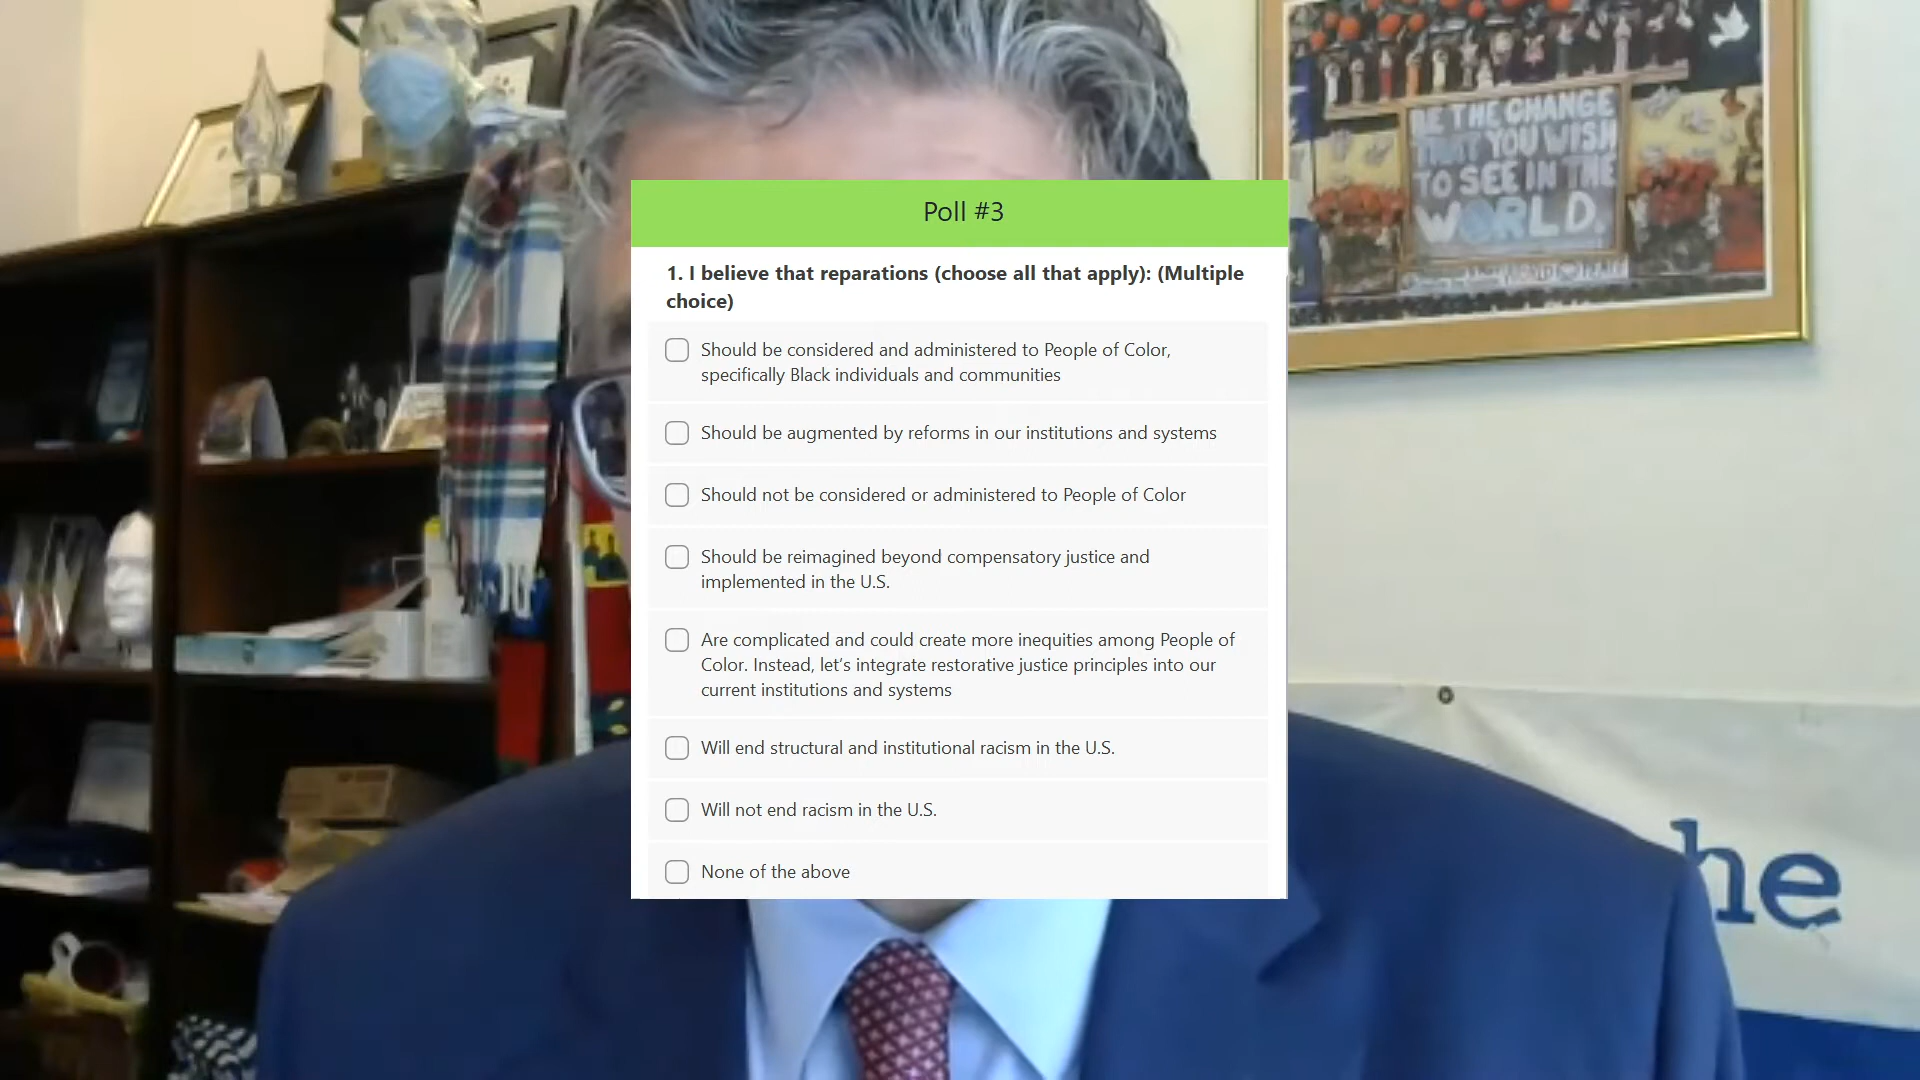 BE THE CHANGE
THAT YOU WISH
TO SEE IN THE
WORLD.
Poll #3
1. I believe that reparations (choose all that apply): (Multiple
choice)
Should be considered and administered to People of Color,
specifically Black individuals and communities
Should be augmented by reforms in our institutions and systems
Should not be considered or administered to People of Color
Should be reimagined beyond compensatory justice and
implemented in the U.S.
Are complicated and could create more inequities among People of
Color. Instead, let's integrate restorative justice principles into our
current institutions and systems
Will end structural and institutional racism in the U.S.
Will not end racism in the U.S.
None of the above
he